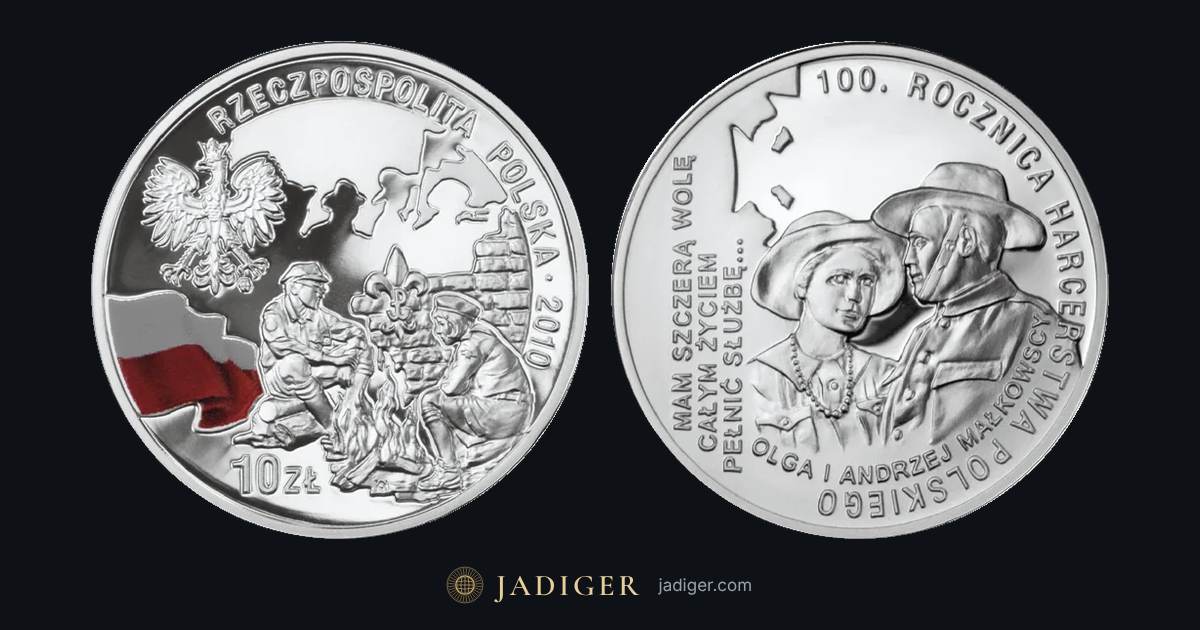 RZECZPOSPOLITA POLSKA · 2010
10 ZŁ
100. ROCZNICA HARCERSTWA POLSKIEGO
MAM SZCZERĄ WOLĘ
CAŁYM ŻYCIEM
PEŁNIĆ SŁUŻBĘ...
OLGA I ANDRZEJ MAŁKOWSCY
JADIGER jadiger.com